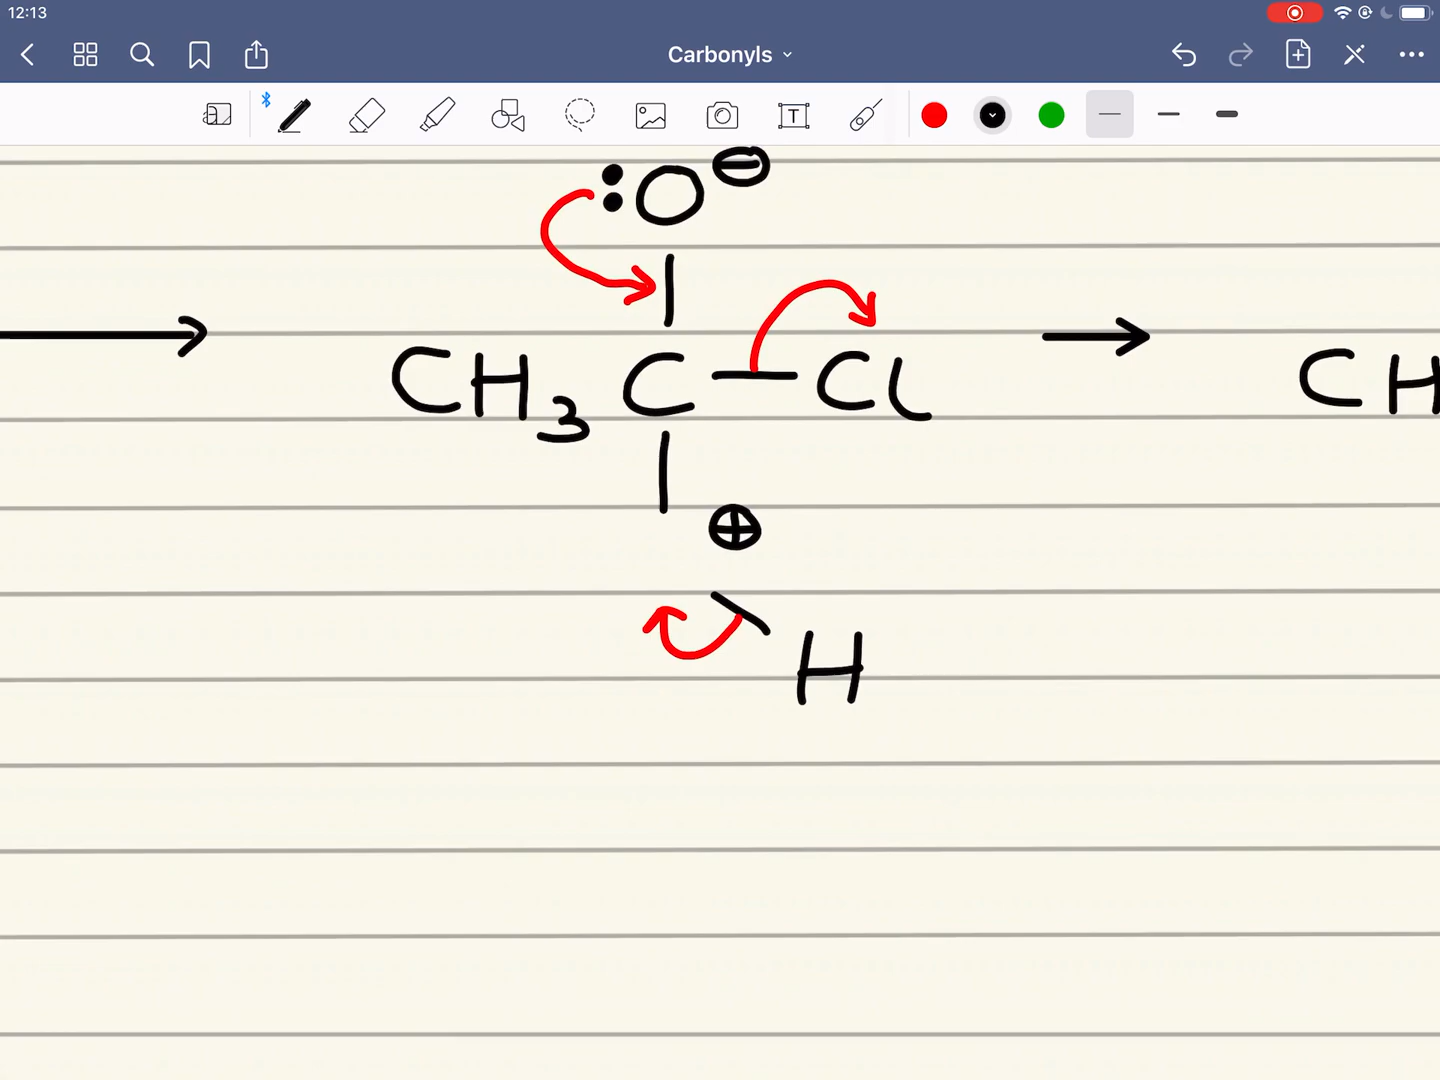 12:13
Carbonyls
T
:O ⊖
CH3 C — Cl → CH
⊕
H